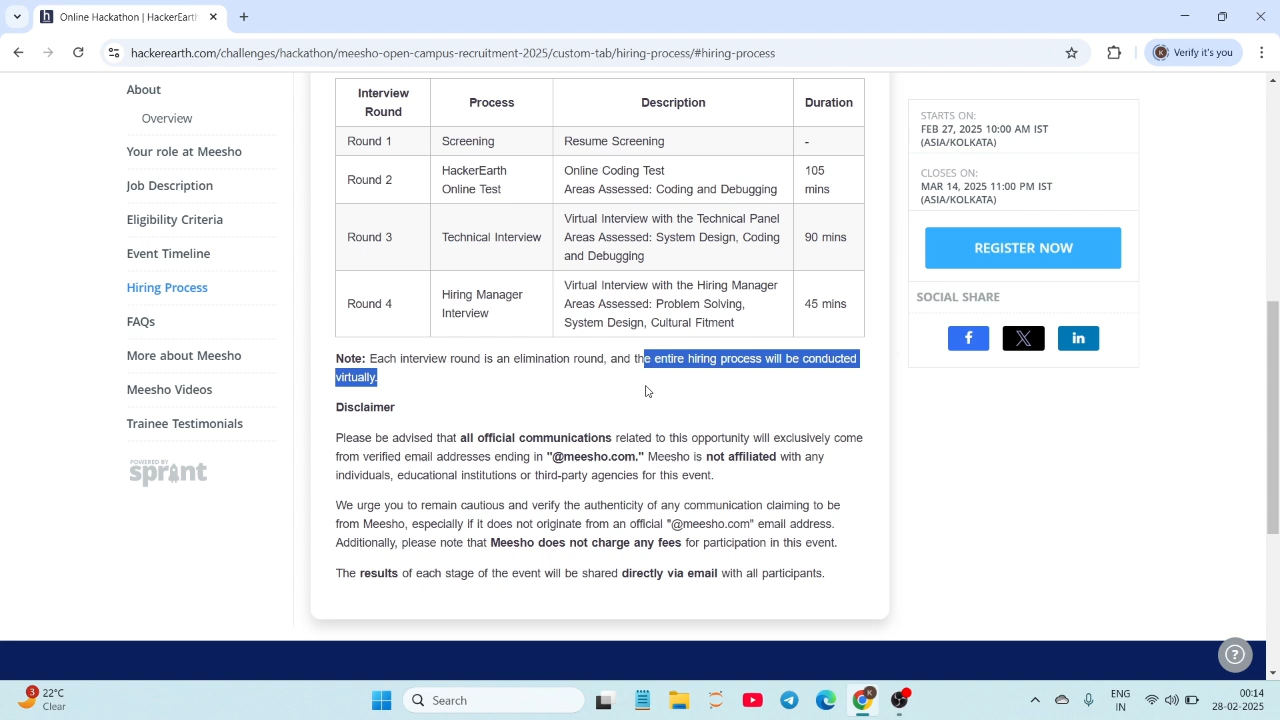 Online Hackathon | HackerEarth
hackerearth.com/challenges/hackathon/meesho-open-campus-recruitment-2025/custom-tab/hiring-process/#hiring-process
Verify it's you
About
Overview
Your role at Meesho
Job Description
Eligibility Criteria
Event Timeline
Hiring Process
FAQs
More about Meesho
Meesho Videos
Trainee Testimonials
POWERED BY
sprint
Interview Round
Process
Description
Duration
Round 1
Screening
Resume Screening
-
Round 2
HackerEarth
Online Test
Online Coding Test
Areas Assessed: Coding and Debugging
105
mins
Round 3
Technical Interview
Virtual Interview with the Technical Panel
Areas Assessed: System Design, Coding
and Debugging
90 mins
Round 4
Hiring Manager
Interview
Virtual Interview with the Hiring Manager
Areas Assessed: Problem Solving,
System Design, Cultural Fitment
45 mins
Note: Each interview round is an elimination round, and the entire hiring process will be conducted
virtually.
Disclaimer
Please be advised that all official communications related to this opportunity will exclusively come
from verified email addresses ending in "@meesho.com." Meesho is not affiliated with any
individuals, educational institutions or third-party agencies for this event.
We urge you to remain cautious and verify the authenticity of any communication claiming to be
from Meesho, especially if it does not originate from an official "@meesho.com" email address.
Additionally, please note that Meesho does not charge any fees for participation in this event.
The results of each stage of the event will be shared directly via email with all participants.
STARTS ON:
FEB 27, 2025 10:00 AM IST
(ASIA/KOLKATA)
CLOSES ON:
MAR 14, 2025 11:00 PM IST
(ASIA/KOLKATA)
REGISTER NOW
SOCIAL SHARE
3
22°C
Clear
Search
ENG
IN
00:14
28-02-2025